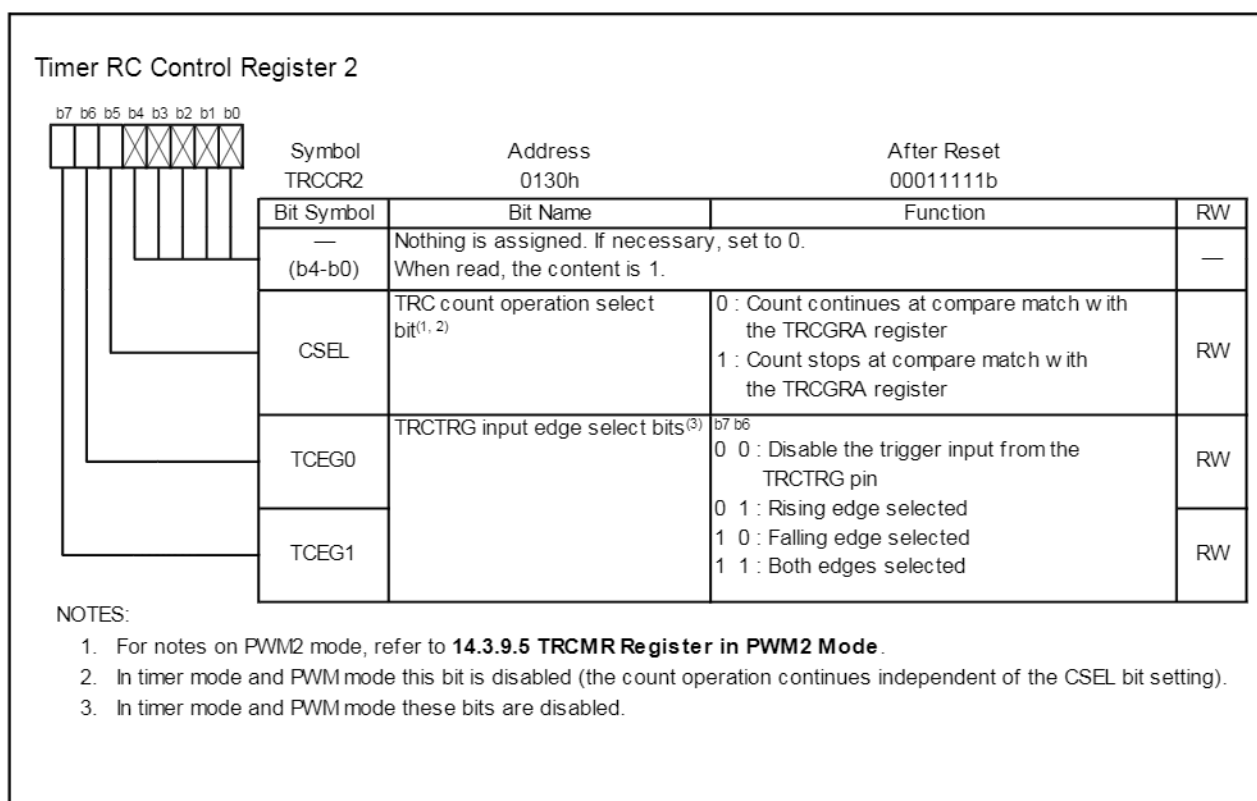 Timer RC Control Register 2
b7 b6 b5 b4 b3 b2 b1 b0
Symbol Address After Reset
TRCCR2 0130h 00011111b
Bit Symbol Bit Name Function RW
— Nothing is assigned. If necessary, set to 0. —
(b4-b0) When read, the content is 1.
TRC count operation select 0 : Count continues at compare match with
bit(1, 2) the TRCGRA register
CSEL RW
1 : Count stops at compare match with
the TRCGRA register
TRCTRG input edge select bits(3) b7 b6
0 0 : Disable the trigger input from the
TCEG0 RW
TRCTRG pin
0 1 : Rising edge selected
1 0 : Falling edge selected
TCEG1 RW
1 1 : Both edges selected
NOTES:
1. For notes on PWM2 mode, refer to 14.3.9.5 TRCMR Register in PWM2 Mode.
2. In timer mode and PWM mode this bit is disabled (the count operation continues independent of the CSEL bit setting).
3. In timer mode and PWM mode these bits are disabled.